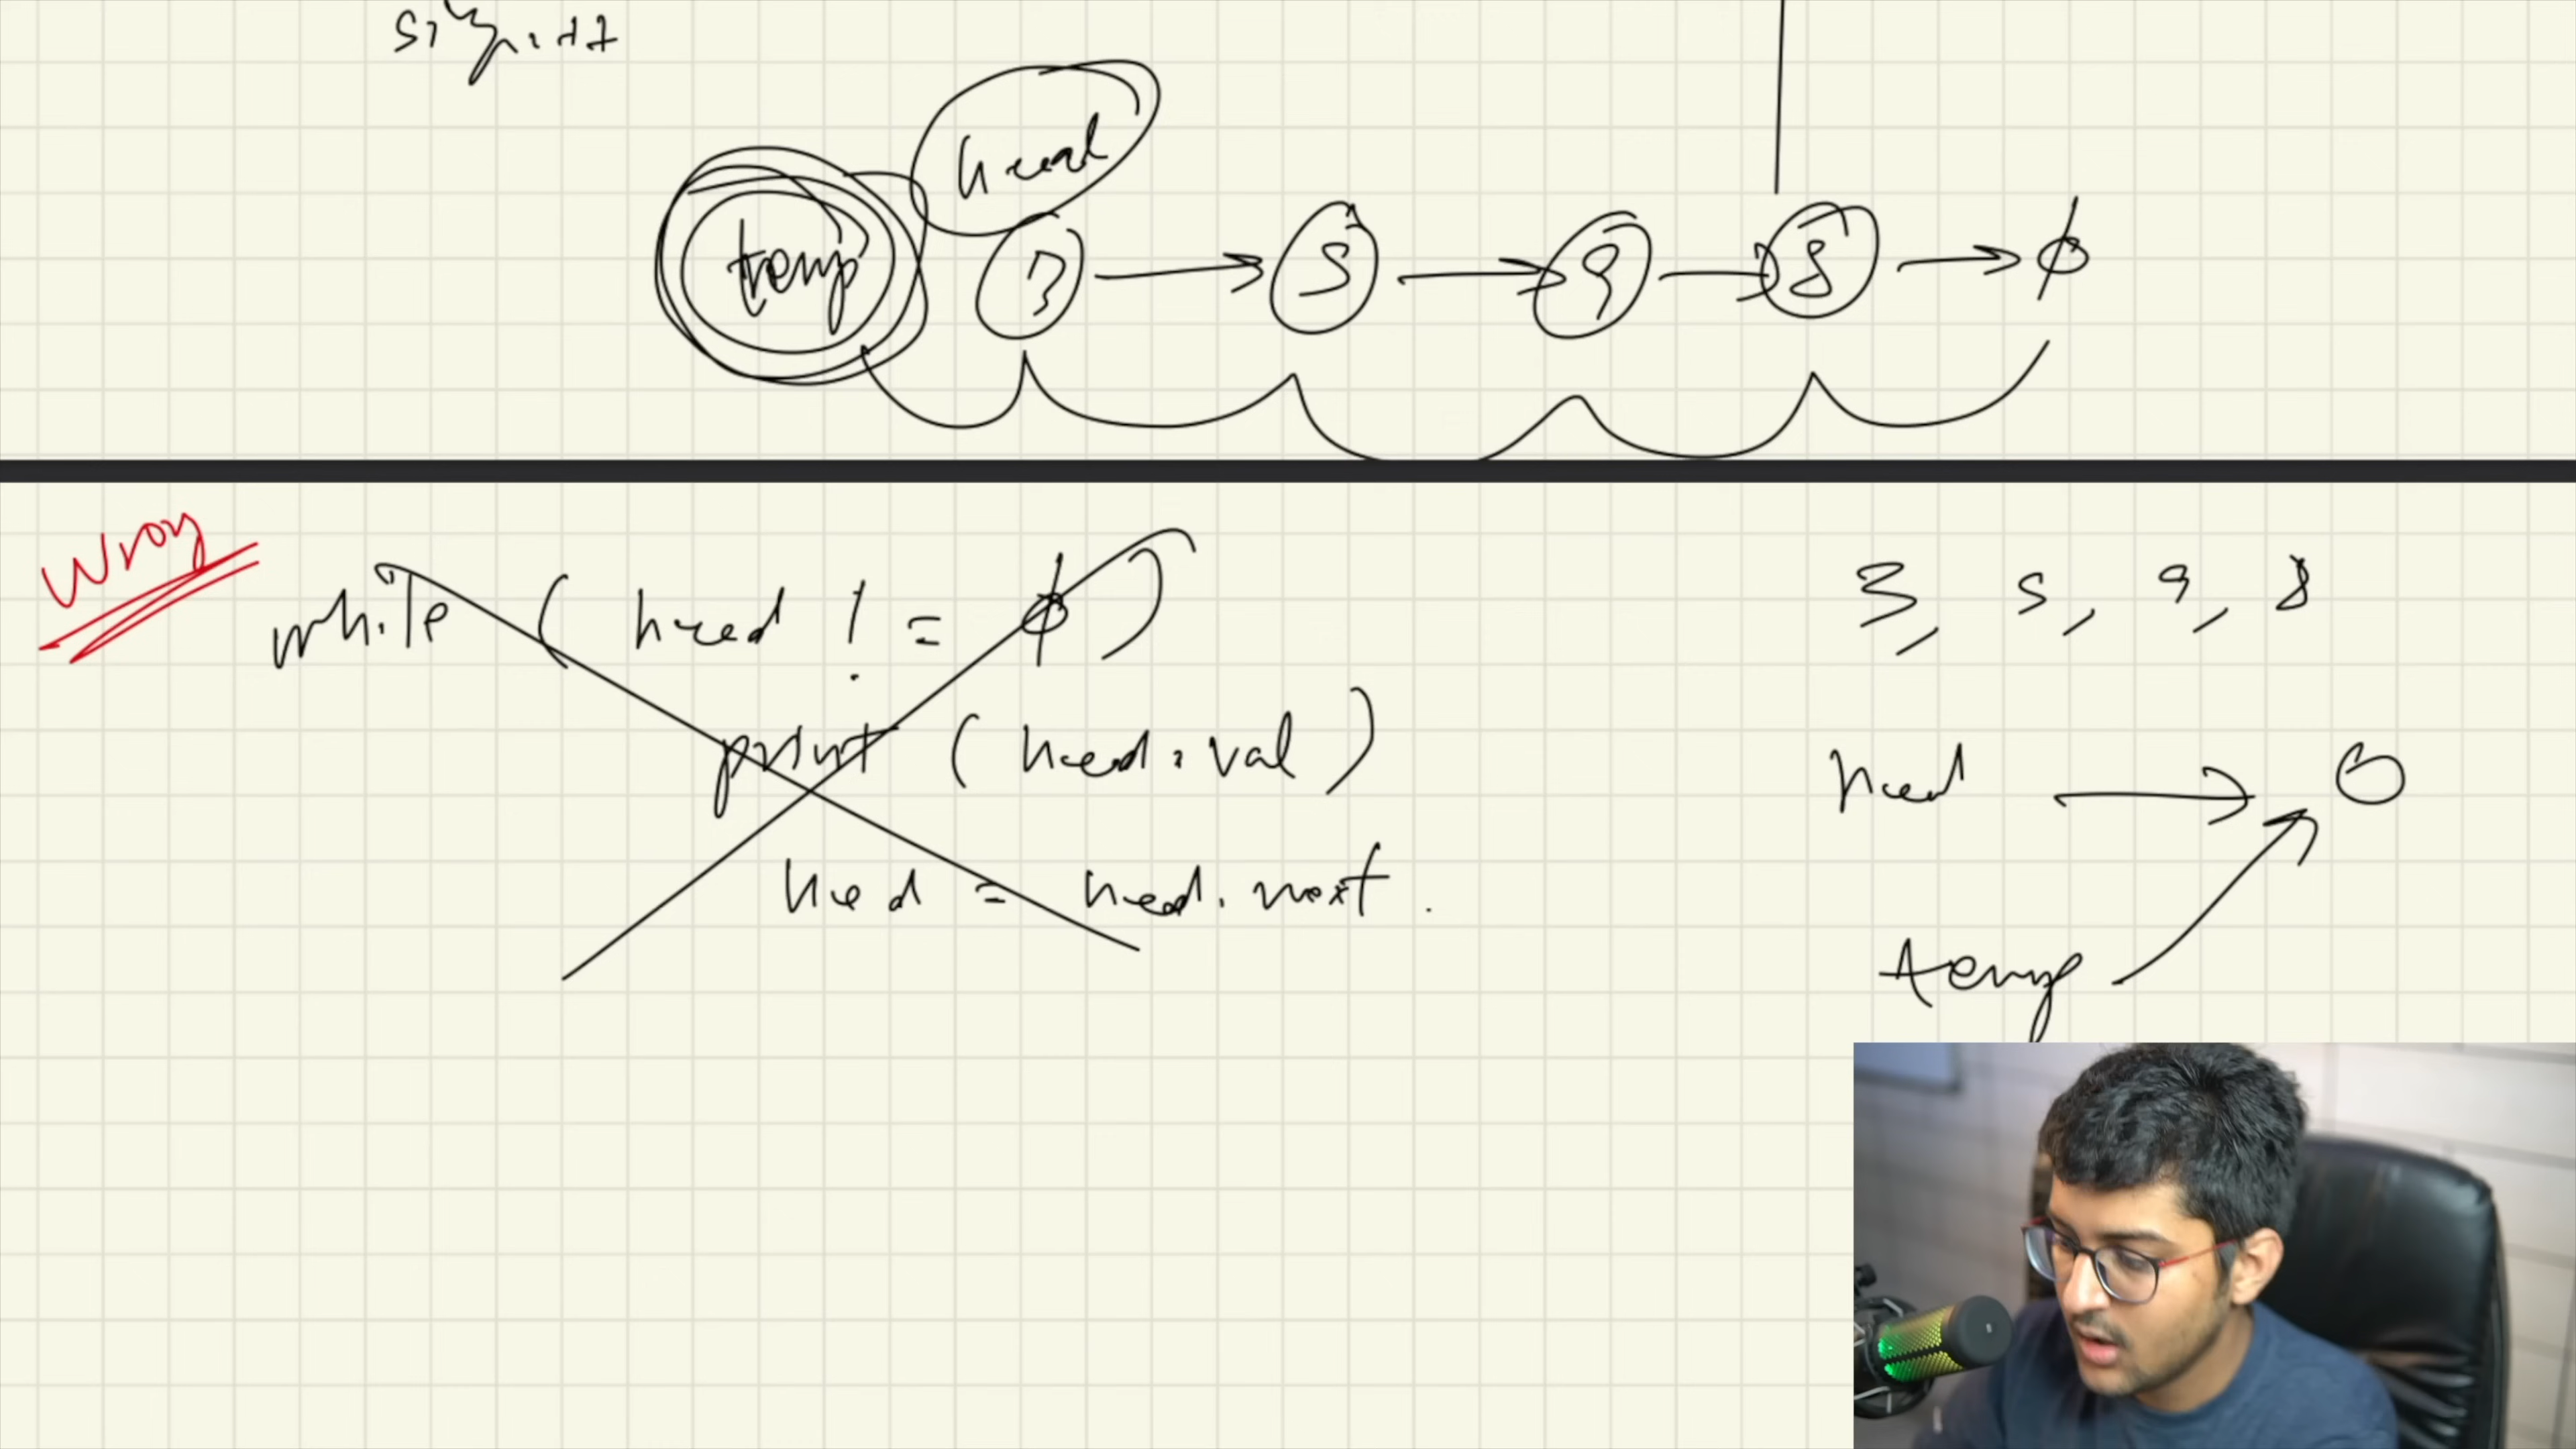 head
temp 3 → 5 → 9 → 8 → ϕ
Wrong
while ( head ! = ϕ ) 3, 5, 9, 8
print ( head . val )
head →
head = head . next .
temp